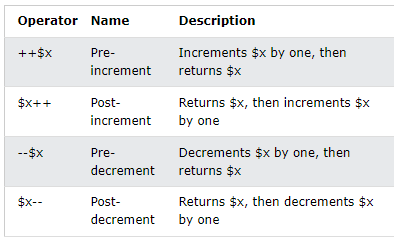 Operator Name Description
++$x Pre- Increments $x by one, then
increment returns $x
$x++ Post- Returns $x, then increments $x
increment by one
--$x Pre- Decrements $x by one, then
decrement returns $x
$x-- Post- Returns $x, then decrements $x
decrement by one